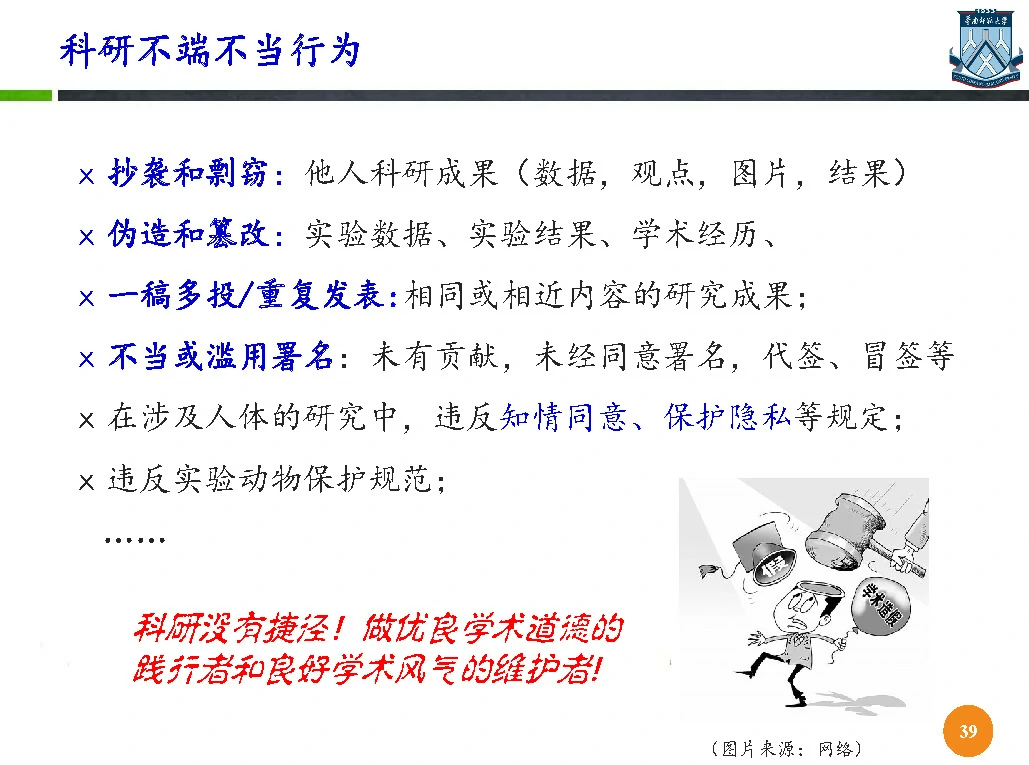 科研不端不当行为
1933
华南师范大学
× 抄袭和剽窃：他人科研成果（数据，观点，图片，结果）
× 伪造和篡改：实验数据、实验结果、学术经历、
× 一稿多投/重复发表:相同或相近内容的研究成果；
× 不当或滥用署名：未有贡献，未经同意署名，代签、冒签等
× 在涉及人体的研究中，违反知情同意、保护隐私等规定；
× 违反实验动物保护规范；
……
学术造假
科研没有捷径！做优良学术道德的
践行者和良好学术风气的维护者!
39
（图片来源：网络）